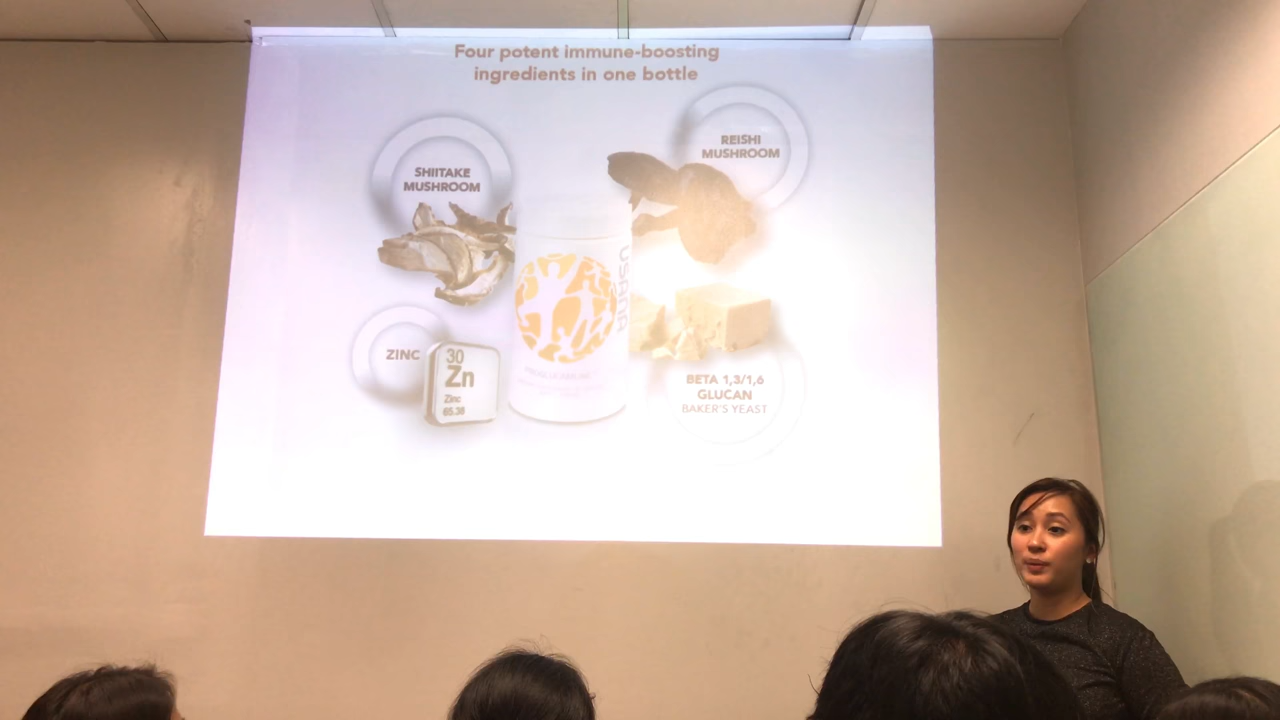 Four potent immune-boosting
ingredients in one bottle
SHIITAKE
MUSHROOM
REISHI
MUSHROOM
USANA
ZINC
30
Zn
Zinc
65.38
BETA 1,3/1,6
GLUCAN
BAKER'S YEAST